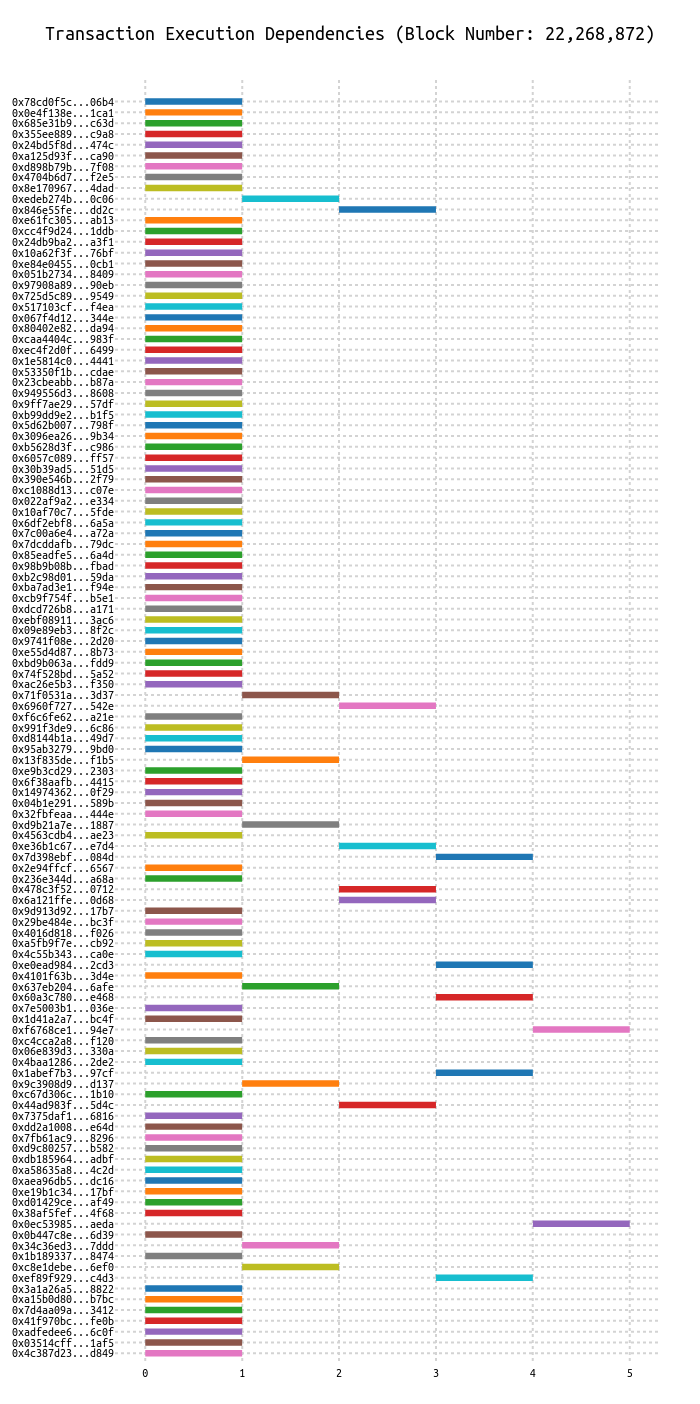 Transaction Execution Dependencies (Block Number: 22,268,872)
0x78cd0f5c...06b4
0x0e4f138e...1ca1
0x685e31b9...c63d
0x355ee889...c9a8
0x24bd5f8d...474c
0xa125d93f...ca90
0xd898b79b...7f08
0x4704b6d7...f2e5
0x8e170967...4dad
0xedeb274b...0c06
0x846e55fe...dd2c
0xe61fc305...ab13
0xcc4f9d24...1ddb
0x24db9ba2...a3f1
0x10a62f3f...76bf
0xe84e0455...0cb1
0x051b2734...8409
0x97908a89...90eb
0x725d5c89...9549
0x517103cf...f4ea
0x067f4d12...344e
0x80402e82...da94
0xcaa4404c...983f
0xec4f2d0f...6499
0x1e5814c0...4441
0x53350f1b...cdae
0x23cbeabb...b87a
0x949556d3...8608
0x9ff7ae29...57df
0xb99dd9e2...b1f5
0x5d62b007...798f
0x3096ea26...9b34
0xb5628d3f...c986
0x6057c089...ff57
0x30b39ad5...51d5
0x390e546b...2f79
0xc1088d13...c07e
0x022af9a2...e334
0x10af70c7...5fde
0x6df2ebf8...6a5a
0x7c00a6e4...a72a
0x7dcddafb...79dc
0x85eadfe5...6a4d
0x98b9b08b...fbad
0xb2c98d01...59da
0xba7ad3e1...f94e
0xcb9f754f...b5e1
0xdcd726b8...a171
0xebf08911...3ac6
0x09e89eb3...8f2c
0x9741f08e...2d20
0xe55d4d87...8b73
0xbd9b063a...fdd9
0x74f528bd...5a52
0xac26e5b3...f350
0x71f0531a...3d37
0x6960f727...542e
0xf6c6fe62...a21e
0x991f3de9...6c86
0xd8144b1a...49d7
0x95ab3279...9bd0
0x13f835de...f1b5
0xe9b3cd29...2303
0x6f38aafb...4415
0x14974362...0f29
0x04b1e291...589b
0x32fbfeaa...444e
0xd9b21a7e...1887
0x4563cdb4...ae23
0xe36b1c67...e7d4
0x7d398ebf...084d
0x2e94ffcf...6567
0x236e344d...a68a
0x478c3f52...0712
0x6a121ffe...0d68
0x9d913d92...17b7
0x29be484e...bc3f
0x4016d818...f026
0xa5fb9f7e...cb92
0x4c55b343...ca0e
0xe0ead984...2cd3
0x4101f63b...3d4e
0x637eb204...6afe
0x60a3c780...e468
0x7e5003b1...036e
0x1d41a2a7...bc4f
0xf6768ce1...94e7
0xc4cca2a8...f120
0x06e839d3...330a
0x4baa1286...2de2
0x1abef7b3...97cf
0x9c3908d9...d137
0xc67d306c...1b10
0x44ad983f...5d4c
0x7375daf1...6816
0xdd2a1008...e64d
0x7fb61ac9...8296
0xd9c80257...b582
0xdb185964...adbf
0xa58635a8...4c2d
0xaea96db5...dc16
0xe19b1c34...17bf
0xd01429ce...af49
0x38af5fef...4f68
0x0ec53985...aeda
0x0b447c8e...6d39
0x34c36ed3...7ddd
0x1b189337...8474
0xc8e1debe...6ef0
0xef89f929...c4d3
0x3a1a26a5...8822
0xa15b0d80...b7bc
0x7d4aa09a...3412
0x41f970bc...fe0b
0xadfedee6...6c0f
0x03514cff...1af5
0x4c387d23...d849
0 1 2 3 4 5